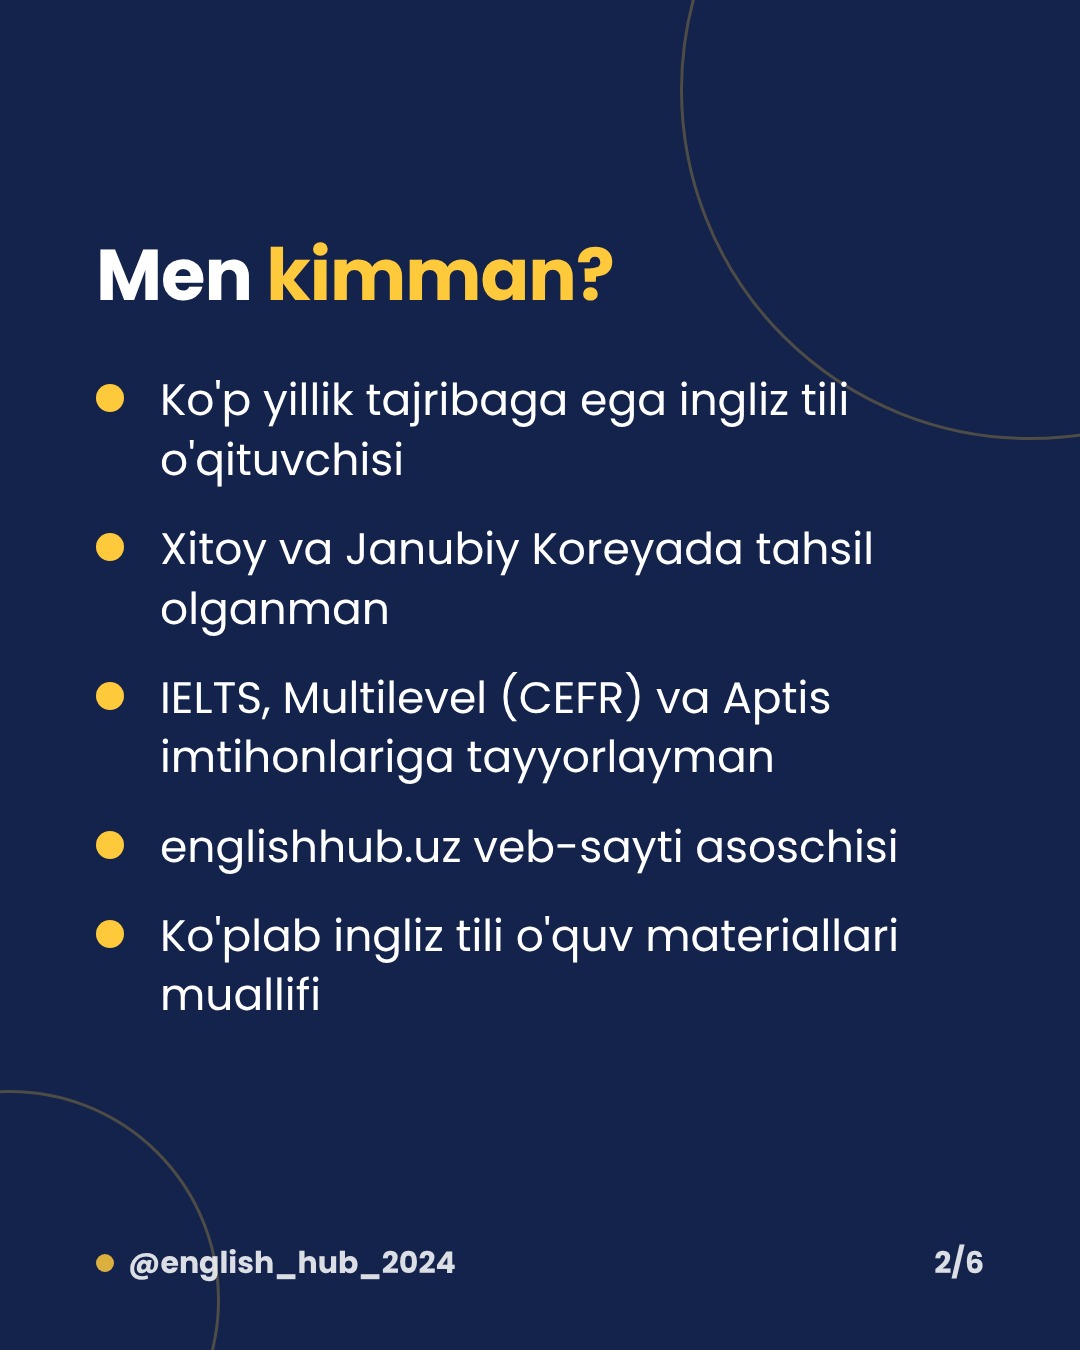 Men kimman?
Ko'p yillik tajribaga ega ingliz tili
o'qituvchisi
Xitoy va Janubiy Koreyada tahsil
olganman
IELTS, Multilevel (CEFR) va Aptis
imtihonlariga tayyorlayman
englishhub.uz veb-sayti asoschisi
Ko'plab ingliz tili o'quv materiallari
muallifi
@english_hub_2024
2/6